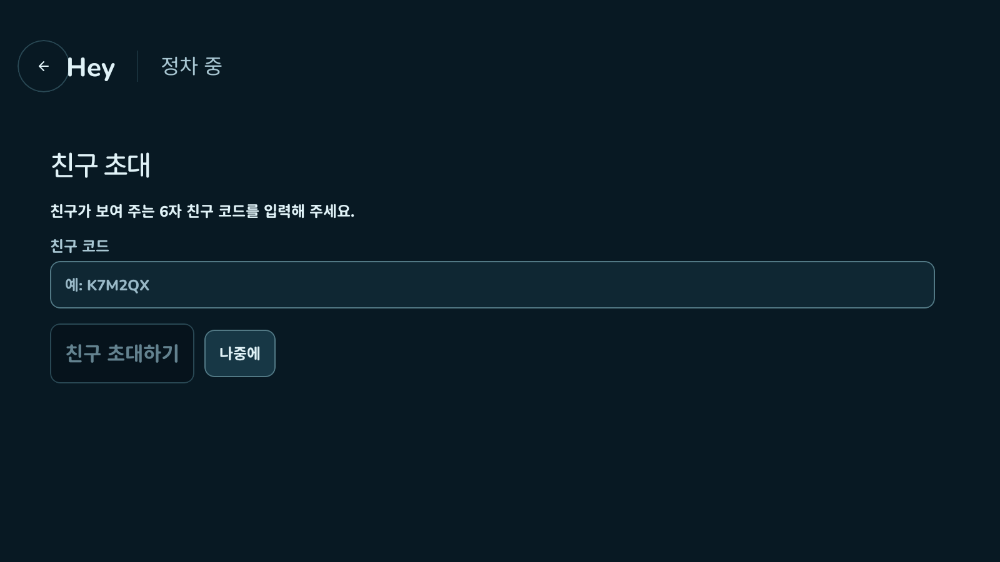 Hey
정차 중
친구 초대
친구가 보여 주는 6자 친구 코드를 입력해 주세요.
친구 코드
예: K7M2QX
친구 초대하기
나중에